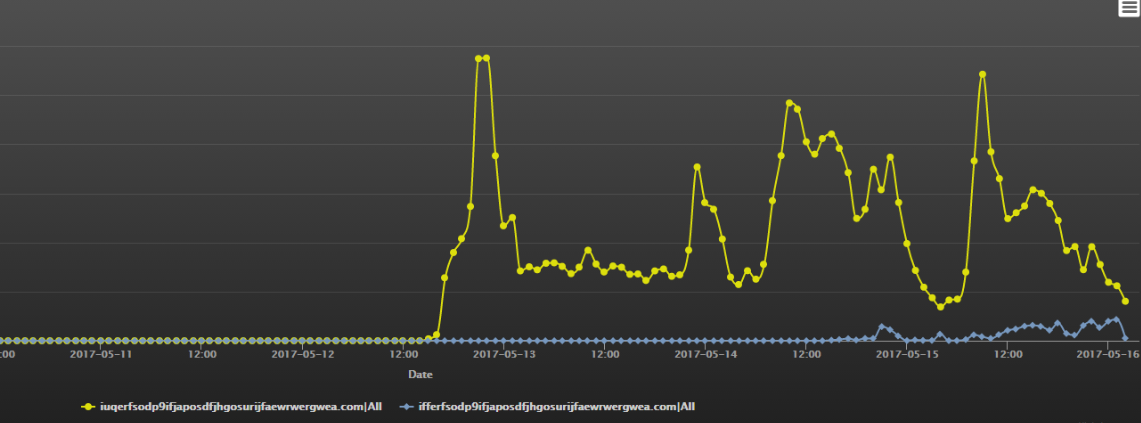 :00 2017-05-11 12:00 2017-05-12 12:00 2017-05-13 12:00 2017-05-14 12:00 2017-05-15 12:00 2017-05-16
Date
iuqerfsodp9ifjaposdfjhgosurijfaewrwergwea.com|All ifferfsodp9ifjaposdfjhgosurijfaewrwergwea.com|All